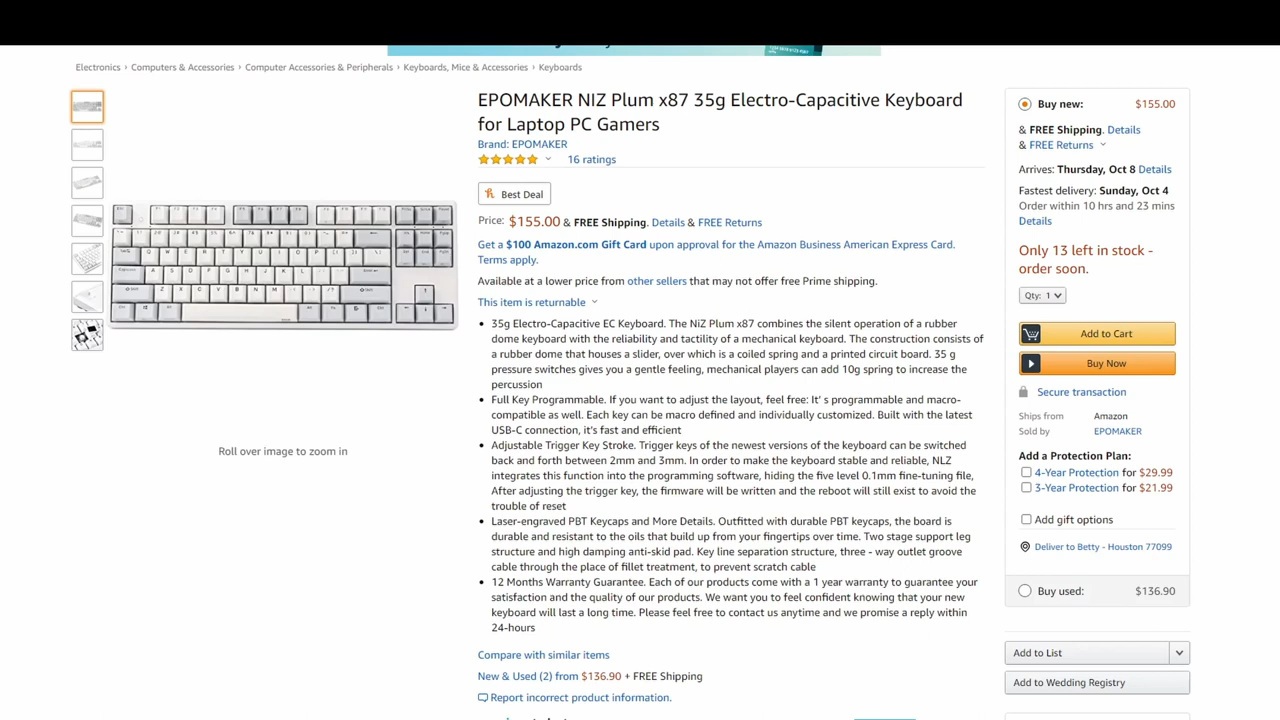 Electronics › Computers & Accessories › Computer Accessories & Peripherals › Keyboards, Mice & Accessories › Keyboards
EPOMAKER NIZ Plum x87 35g Electro-Capacitive Keyboard
for Laptop PC Gamers
Brand: EPOMAKER
16 ratings
Best Deal
Price: $155.00 & FREE Shipping. Details & FREE Returns
Get a $100 Amazon.com Gift Card upon approval for the Amazon Business American Express Card.
Terms apply.
Available at a lower price from other sellers that may not offer free Prime shipping.
This item is returnable
• 35g Electro-Capacitive EC Keyboard. The NiZ Plum x87 combines the silent operation of a rubber
dome keyboard with the reliability and tactility of a mechanical keyboard. The construction consists of
a rubber dome that houses a slider, over which is a coiled spring and a printed circuit board. 35 g
pressure switches gives you a gentle feeling, mechanical players can add 10g spring to increase the
percussion
• Full Key Programmable. If you want to adjust the layout, feel free: It' s programmable and macro-
compatible as well. Each key can be macro defined and individually customized. Built with the latest
USB-C connection, it's fast and efficient
• Adjustable Trigger Key Stroke. Trigger keys of the newest versions of the keyboard can be switched
back and forth between 2mm and 3mm. In order to make the keyboard stable and reliable, NLZ
integrates this function into the programming software, hiding the five level 0.1mm fine-tuning file,
After adjusting the trigger key, the firmware will be written and the reboot will still exist to avoid the
trouble of reset
• Laser-engraved PBT Keycaps and More Details. Outfitted with durable PBT keycaps, the board is
durable and resistant to the oils that build up from your fingertips over time. Two stage support leg
structure and high damping anti-skid pad. Key line separation structure, three - way outlet groove
cable through the place of fillet treatment, to prevent scratch cable
• 12 Months Warranty Guarantee. Each of our products come with a 1 year warranty to guarantee your
satisfaction and the quality of our products. We want you to feel confident knowing that your new
keyboard will last a long time. Please feel free to contact us anytime and we promise a reply within
24-hours
Compare with similar items
New & Used (2) from $136.90 + FREE Shipping
Report incorrect product information.
Roll over image to zoom in
Buy new: $155.00
& FREE Shipping. Details
& FREE Returns
Arrives: Thursday, Oct 8 Details
Fastest delivery: Sunday, Oct 4
Order within 10 hrs and 23 mins
Details
Only 13 left in stock -
order soon.
Qty: 1
Add to Cart
Buy Now
Secure transaction
Ships from Amazon
Sold by EPOMAKER
Add a Protection Plan:
4-Year Protection for $29.99
3-Year Protection for $21.99
Add gift options
Deliver to Betty - Houston 77099
Buy used: $136.90
Add to List
Add to Wedding Registry